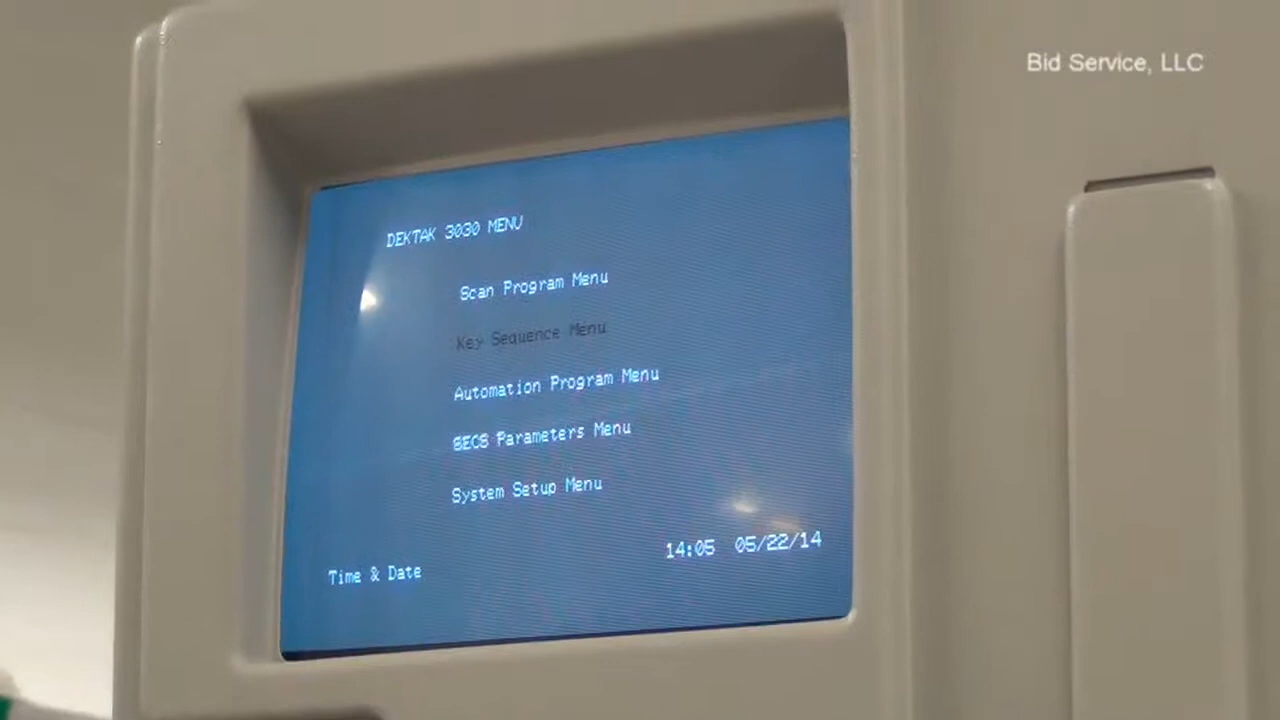 Bid Service, LLC
DEKTAK 3030 MENU
Scan Program Menu
Key Sequence Menu
Automation Program Menu
SECS Parameters Menu
System Setup Menu
14:05 05/22/14
Time & Date